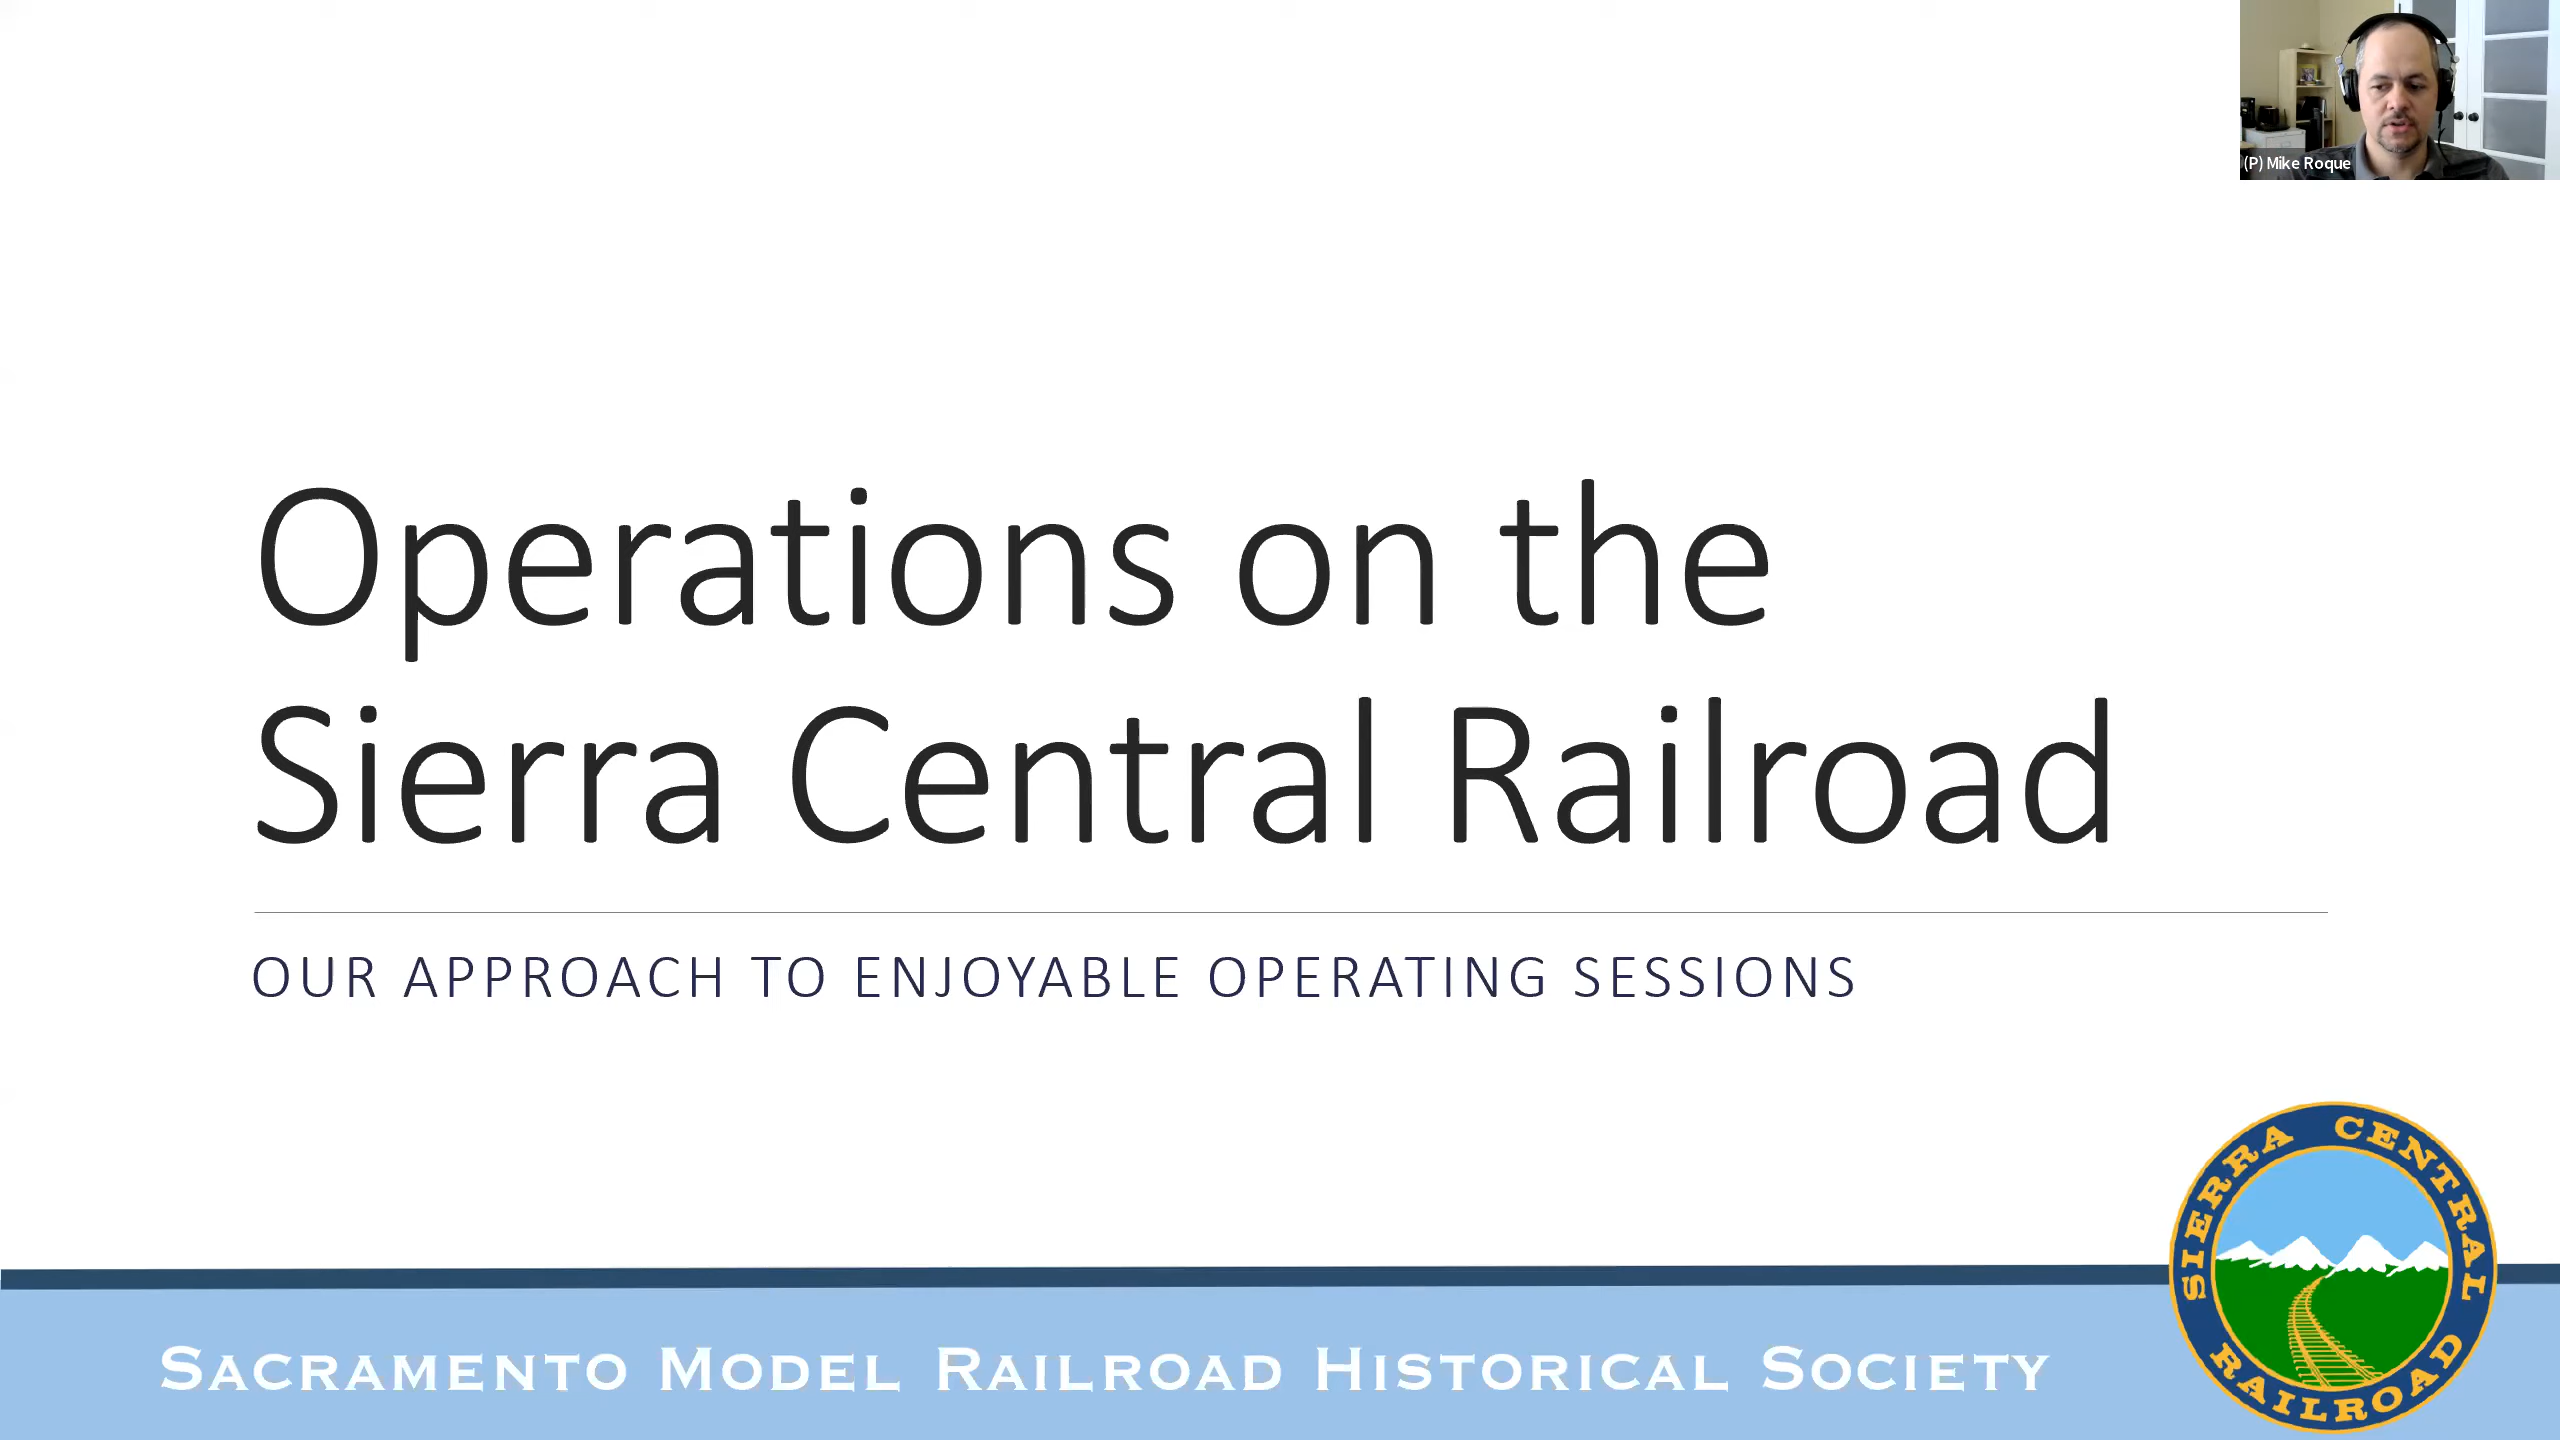 (P) Mike Roque
Operations on the
Sierra Central Railroad
OUR APPROACH TO ENJOYABLE OPERATING SESSIONS
SACRAMENTO MODEL RAILROAD HISTORICAL SOCIETY
SIERRA CENTRAL
RAILROAD